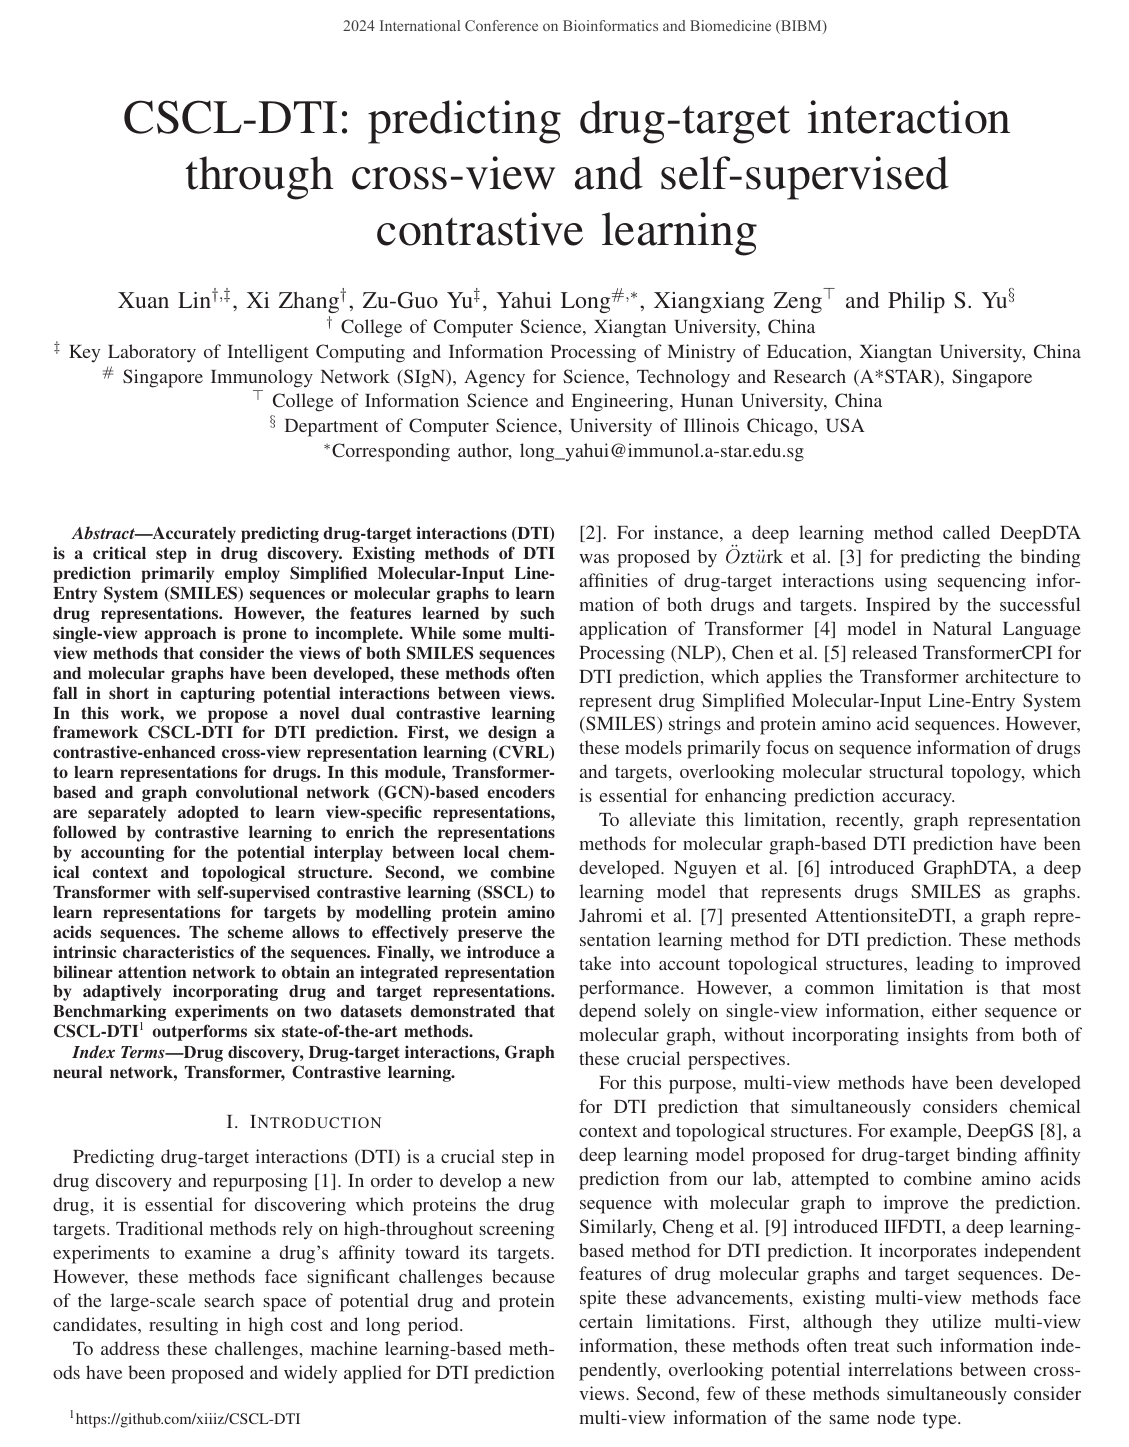 2024 International Conference on Bioinformatics and Biomedicine (BIBM)
CSCL-DTI: predicting drug-target interaction
through cross-view and self-supervised
contrastive learning
Xuan Lin†,‡, Xi Zhang†, Zu-Guo Yu‡, Yahui Long#,∗, Xiangxiang Zeng⊤ and Philip S. Yu§
† College of Computer Science, Xiangtan University, China
‡ Key Laboratory of Intelligent Computing and Information Processing of Ministry of Education, Xiangtan University, China
# Singapore Immunology Network (SIgN), Agency for Science, Technology and Research (A*STAR), Singapore
⊤ College of Information Science and Engineering, Hunan University, China
§ Department of Computer Science, University of Illinois Chicago, USA
∗Corresponding author, long_yahui@immunol.a-star.edu.sg
Abstract—Accurately predicting drug-target interactions (DTI)
is a critical step in drug discovery. Existing methods of DTI
prediction primarily employ Simplified Molecular-Input Line-
Entry System (SMILES) sequences or molecular graphs to learn
drug representations. However, the features learned by such
single-view approach is prone to incomplete. While some multi-
view methods that consider the views of both SMILES sequences
and molecular graphs have been developed, these methods often
fall in short in capturing potential interactions between views.
In this work, we propose a novel dual contrastive learning
framework CSCL-DTI for DTI prediction. First, we design a
contrastive-enhanced cross-view representation learning (CVRL)
to learn representations for drugs. In this module, Transformer-
based and graph convolutional network (GCN)-based encoders
are separately adopted to learn view-specific representations,
followed by contrastive learning to enrich the representations
by accounting for the potential interplay between local chem-
ical context and topological structure. Second, we combine
Transformer with self-supervised contrastive learning (SSCL) to
learn representations for targets by modelling protein amino
acids sequences. The scheme allows to effectively preserve the
intrinsic characteristics of the sequences. Finally, we introduce a
bilinear attention network to obtain an integrated representation
by adaptively incorporating drug and target representations.
Benchmarking experiments on two datasets demonstrated that
CSCL-DTI1 outperforms six state-of-the-art methods.
Index Terms—Drug discovery, Drug-target interactions, Graph
neural network, Transformer, Contrastive learning.
I. INTRODUCTION
Predicting drug-target interactions (DTI) is a crucial step in
drug discovery and repurposing [1]. In order to develop a new
drug, it is essential for discovering which proteins the drug
targets. Traditional methods rely on high-throughput screening
experiments to examine a drug's affinity toward its targets.
However, these methods face significant challenges because
of the large-scale search space of potential drug and protein
candidates, resulting in high cost and long period.
To address these challenges, machine learning-based meth-
ods have been proposed and widely applied for DTI prediction
1https://github.com/xiiiz/CSCL-DTI
[2]. For instance, a deep learning method called DeepDTA
was proposed by Öztürk et al. [3] for predicting the binding
affinities of drug-target interactions using sequencing infor-
mation of both drugs and targets. Inspired by the successful
application of Transformer [4] model in Natural Language
Processing (NLP), Chen et al. [5] released TransformerCPI for
DTI prediction, which applies the Transformer architecture to
represent drug Simplified Molecular-Input Line-Entry System
(SMILES) strings and protein amino acid sequences. However,
these models primarily focus on sequence information of drugs
and targets, overlooking molecular structural topology, which
is essential for enhancing prediction accuracy.
To alleviate this limitation, recently, graph representation
methods for molecular graph-based DTI prediction have been
developed. Nguyen et al. [6] introduced GraphDTA, a deep
learning model that represents drugs SMILES as graphs.
Jahromi et al. [7] presented AttentionsiteDTI, a graph repre-
sentation learning method for DTI prediction. These methods
take into account topological structures, leading to improved
performance. However, a common limitation is that most
depend solely on single-view information, either sequence or
molecular graph, without incorporating insights from both of
these crucial perspectives.
For this purpose, multi-view methods have been developed
for DTI prediction that simultaneously considers chemical
context and topological structures. For example, DeepGS [8], a
deep learning model proposed for drug-target binding affinity
prediction from our lab, attempted to combine amino acids
sequence with molecular graph to improve the prediction.
Similarly, Cheng et al. [9] introduced IIFDTI, a deep learning-
based method for DTI prediction. It incorporates independent
features of drug molecular graphs and target sequences. De-
spite these advancements, existing multi-view methods face
certain limitations. First, although they utilize multi-view
information, these methods often treat such information inde-
pendently, overlooking potential interrelations between cross-
views. Second, few of these methods simultaneously consider
multi-view information of the same node type.